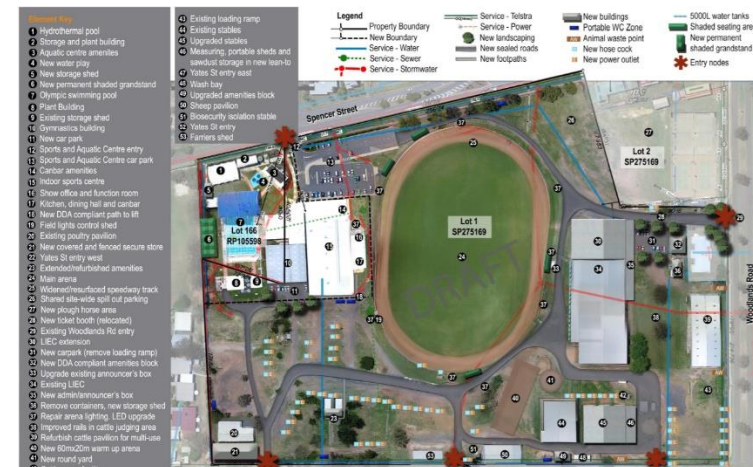 Element Key
1 Hydrothermal pool
2 Storage and plant building
3 Aquatic centre amenities
4 New water play
5 New storage shed
6 New permanent shaded grandstand
7 Olympic swimming pool
8 Plant Building
9 Existing storage shed
10 Gymnastics building
11 New car park
12 Sports and Aquatic Centre entry
13 Sports and Aquatic Centre car park
14 Canbar amenities
15 Indoor sports centre
16 Show office and function room
17 Kitchen, dining hall and canbar
18 New DDA compliant path to lift
19 Field lights control shed
20 Existing poultry pavilion
21 New covered and fenced secure store
22 Yates St entry west
23 Extended/refurbished amenities
24 Main arena
25 Widened/resurfaced speedway track
26 Shared site-wide spill out parking
27 New plough horse area
28 New ticket booth (relocated)
29 Existing Woodlands Rd entry
30 LIEC extension
31 New carpark (remove loading ramp)
32 New DDA compliant amenities block
33 Upgrade existing announcer's box
34 Existing LIEC
35 New admin/announcer's box
36 Remove containers, new storage shed
37 Repair arena lighting. LED upgrade
38 Improved rails in cattle judging area
39 Refurbish cattle pavilion for multi-use
40 New 60mx20m warm up arena
41 New round yard
43 Existing loading ramp
44 Existing stables
45 Upgraded stables
46 Measuring, portable sheds and
sawdust storage in new lean-to
47 Yates St entry east
48 Wash bay
49 Upgraded amenities block
50 Sheep pavilion
51 Biosecurity isolation stable
52 Yates St entry
53 Farriers shed
Legend
Property Boundary
New Boundary
Service - Water
Service - Sewer
Service - Stormwater
Service - Telstra
Service - Power
New landscaping
New sealed roads
New footpaths
New buildings
Portable WC Zone
Animal waste point
New hose cock
New power outlet
5000L water tanks
Shaded seating area
New permanent
shaded grandstand
Entry nodes
Spencer Street
Woodlands Road
Lot 2
SP275169
Lot 166
RP105598
Lot 1
SP275169
DRAFT